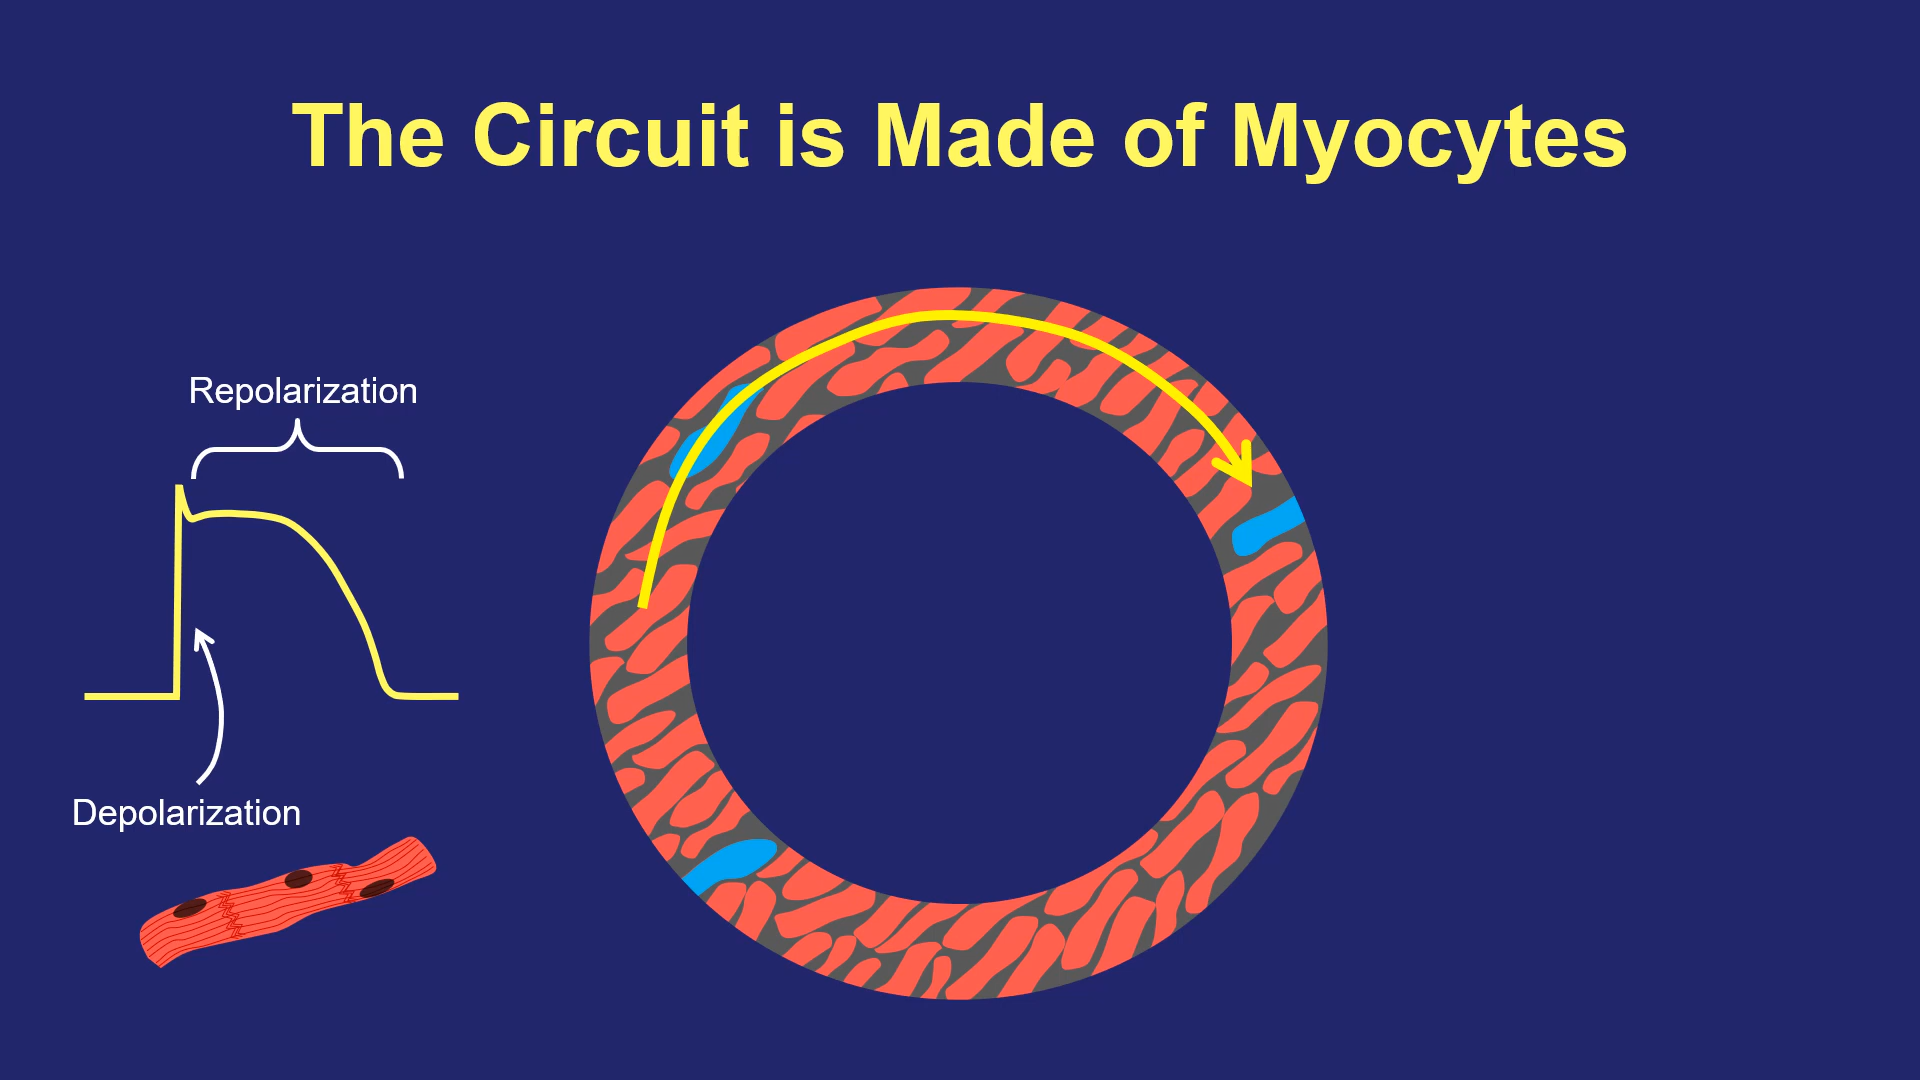 The Circuit is Made of Myocytes
Repolarization
Depolarization